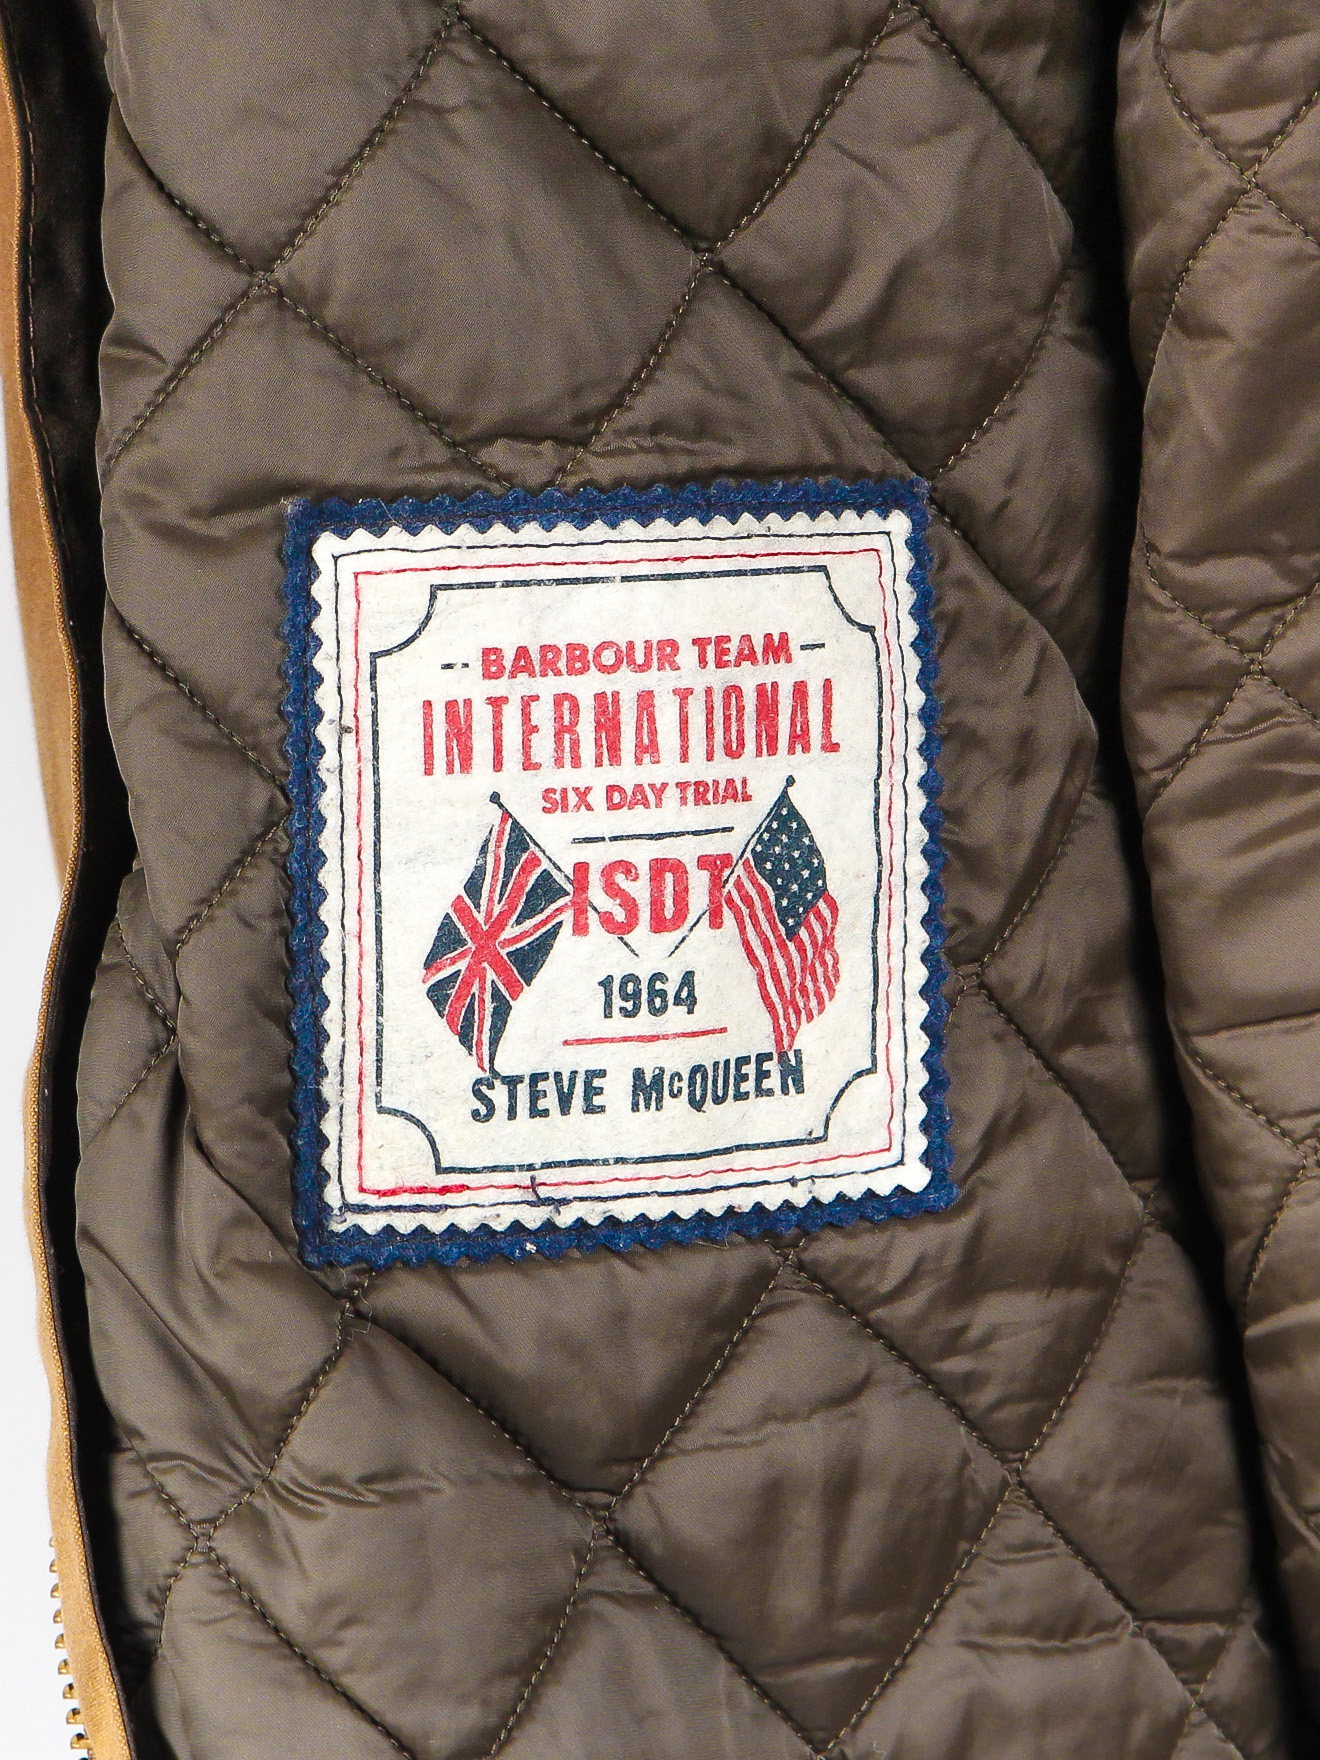 -- BARBOUR TEAM --
INTERNATIONAL
SIX DAY TRIAL
ISDT
1964
STEVE McQUEEN